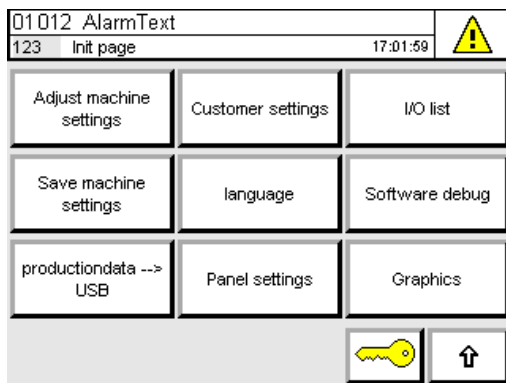 01012 AlarmText
123 Init page 17:01:59
Adjust machine
settings
Customer settings
I/O list
Save machine
settings
language
Software debug
productiondata -->
USB
Panel settings
Graphics